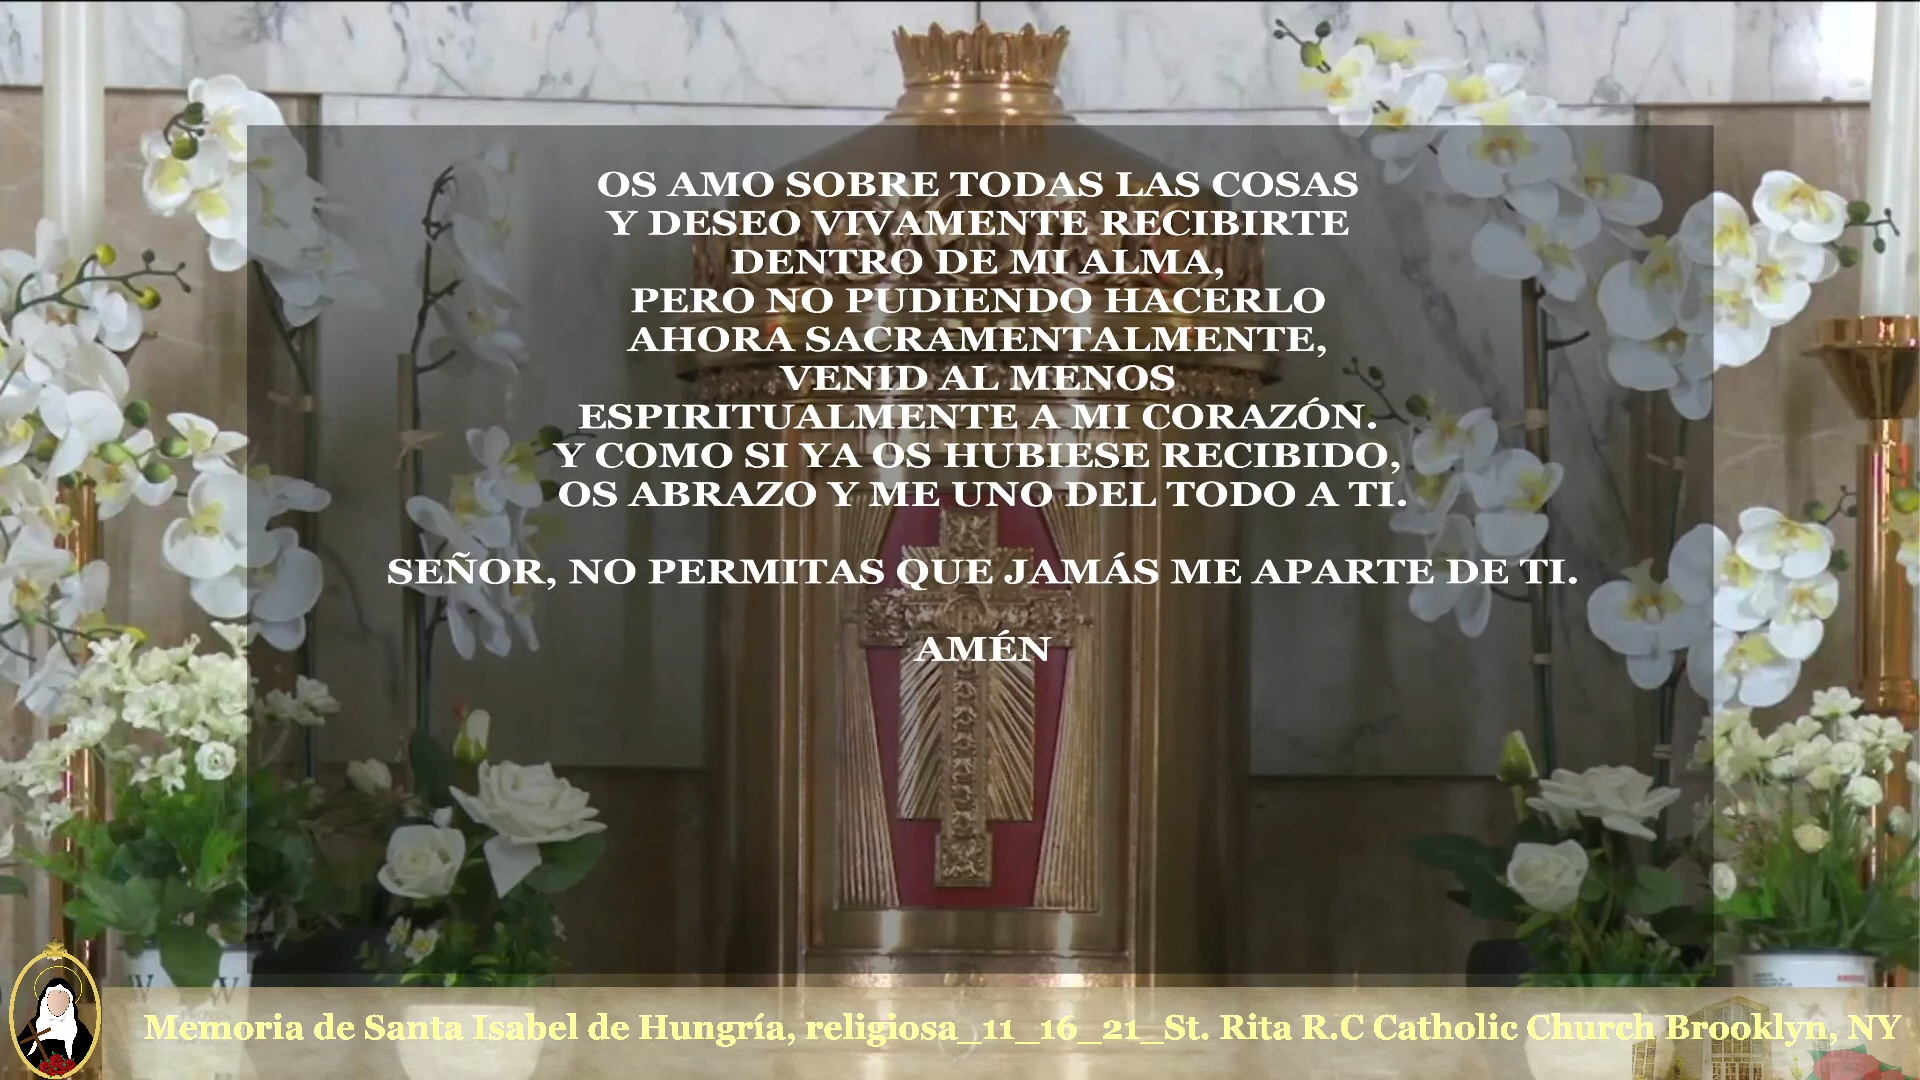 OS AMO SOBRE TODAS LAS COSAS
Y DESEO VIVAMENTE RECIBIRTE
DENTRO DE MI ALMA,
PERO NO PUDIENDO HACERLO
AHORA SACRAMENTALMENTE,
VENID AL MENOS
ESPIRITUALMENTE A MI CORAZÓN.
Y COMO SI YA OS HUBIESE RECIBIDO,
OS ABRAZO Y ME UNO DEL TODO A TI.
SEÑOR, NO PERMITAS QUE JAMÁS ME APARTE DE TI.
AMÉN
W W
Memoria de Santa Isabel de Hungría, religiosa_11_16_21_St. Rita R.C Catholic Church Brooklyn, NY